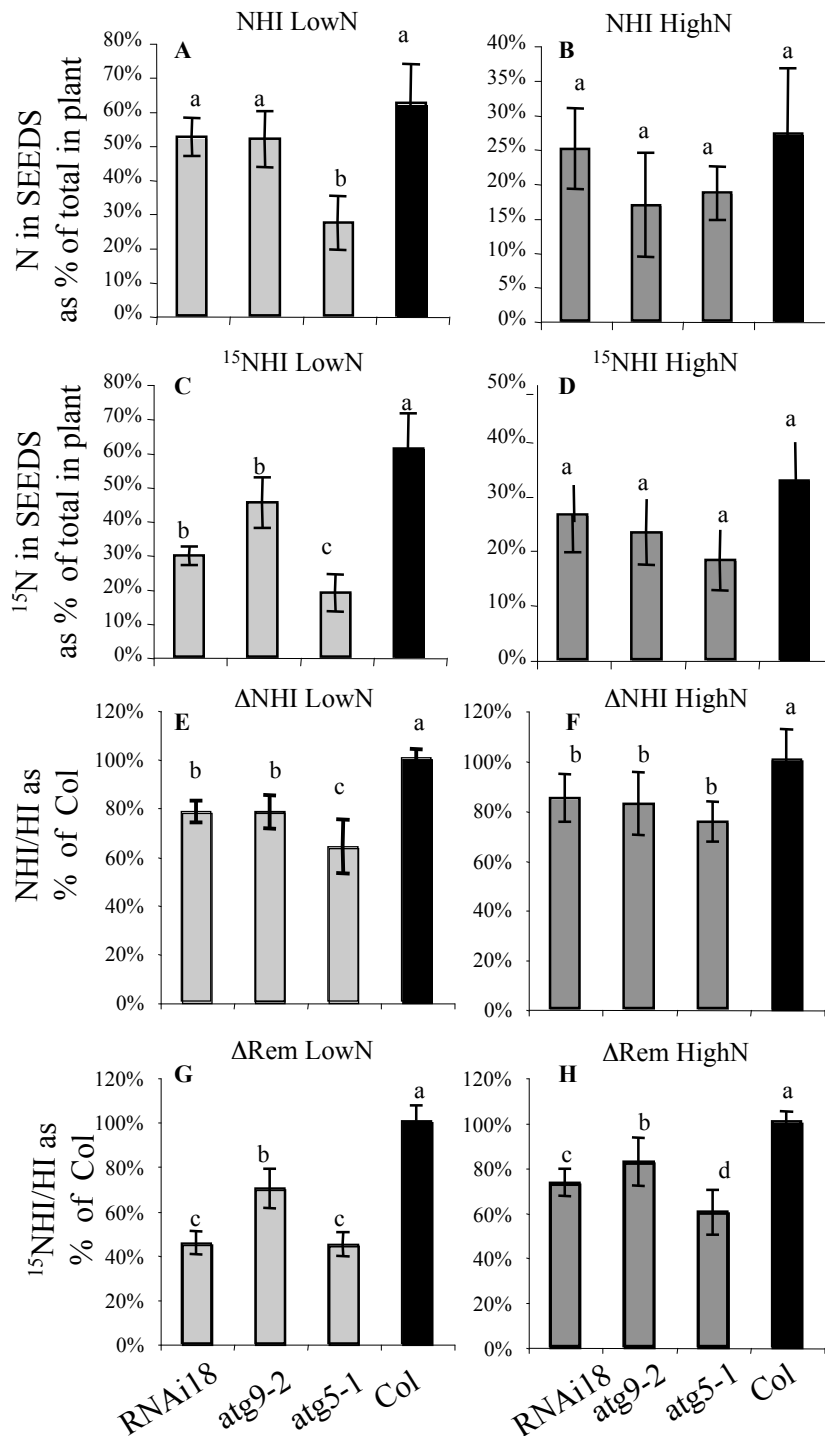 NHI LowN
A
N in SEEDS
as % of total in plant
80%
70%
60%
50%
40%
30%
20%
10%
0%
a
a
b
a
NHI HighN
B
40%
35%
30%
25%
20%
15%
10%
5%
0%
a
a
a
a
¹⁵NHI LowN
C
¹⁵N in SEEDS
as % of total in plant
80%
70%
60%
50%
40%
30%
20%
10%
0%
b
b
c
a
¹⁵NHI HighN
D
50%
40%
30%
20%
10%
0%
a
a
a
a
ΔNHI LowN
E
NHI/HI as
% of Col
120%
100%
80%
60%
40%
20%
0%
b
b
c
a
ΔNHI HighN
F
120%
100%
80%
60%
40%
20%
0%
b
b
b
a
ΔRem LowN
G
¹⁵NHI/HI as
% of Col
120%
100%
80%
60%
40%
20%
0%
c
b
c
a
RNAi18
atg9-2
atg5-1
Col
ΔRem HighN
H
120%
100%
80%
60%
40%
20%
0%
c
b
d
a
RNAi18
atg9-2
atg5-1
Col